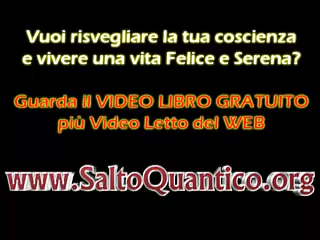 Vuoi risvegliare la tua coscienza
e vivere una vita Felice e Serena?
Guarda il VIDEO LIBRO GRATUITO
più Video Letto del WEB
www.SaltoQuantico.org